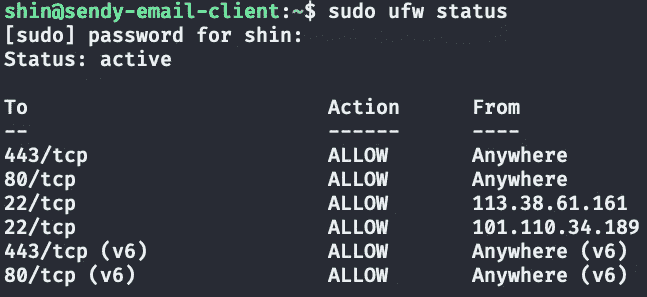 shin@sendy-email-client:~$ sudo ufw status
[sudo] password for shin:
Status: active
To Action From
-- ------ ----
443/tcp ALLOW Anywhere
80/tcp ALLOW Anywhere
22/tcp ALLOW 113.38.61.161
22/tcp ALLOW 101.110.34.189
443/tcp (v6) ALLOW Anywhere (v6)
80/tcp (v6) ALLOW Anywhere (v6)